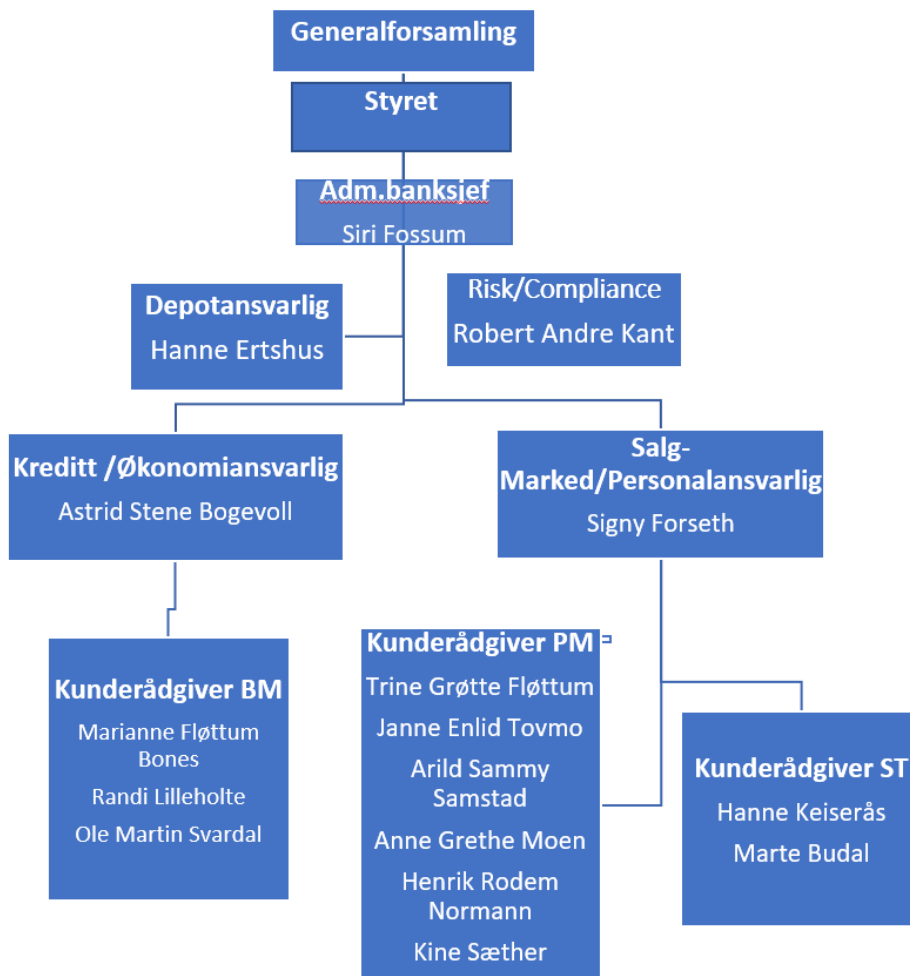 Generalforsamling
Styret
Adm.banksjef
Siri Fossum
Depotansvarlig
Hanne Ertshus
Risk/Compliance
Robert Andre Kant
Kreditt /Økonomiansvarlig
Astrid Stene Bogevoll
Salg-
Marked/Personalansvarlig
Signy Forseth
Kunderådgiver BM
Marianne Fløttum
Bones
Randi Lilleholte
Ole Martin Svardal
Kunderådgiver PM
Trine Grøtte Fløttum
Janne Enlid Tovmo
Arild Sammy
Samstad
Anne Grethe Moen
Henrik Rodem
Normann
Kine Sæther
Kunderådgiver ST
Hanne Keiserås
Marte Budal